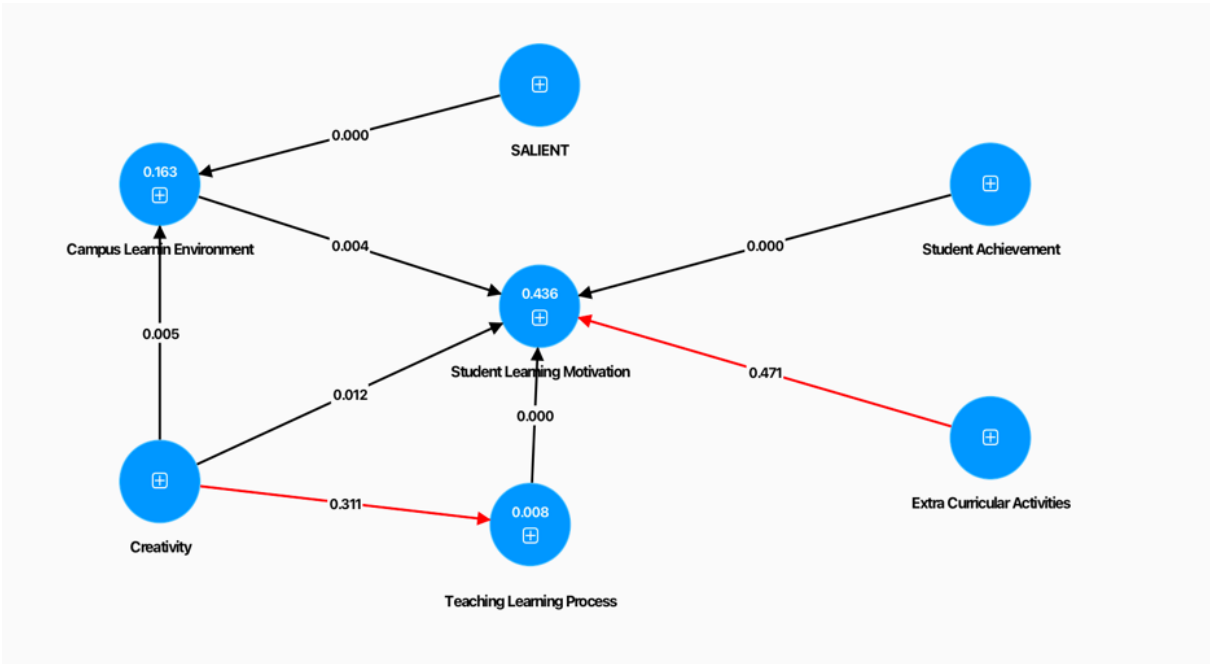 SALIENT
0.000
0.163
Campus Learnin Environment
Student Achievement
0.004
0.000
0.436
Student Learning Motivation
0.005
0.471
0.012
0.000
Creativity
0.311
0.008
Extra Curricular Activities
Teaching Learning Process